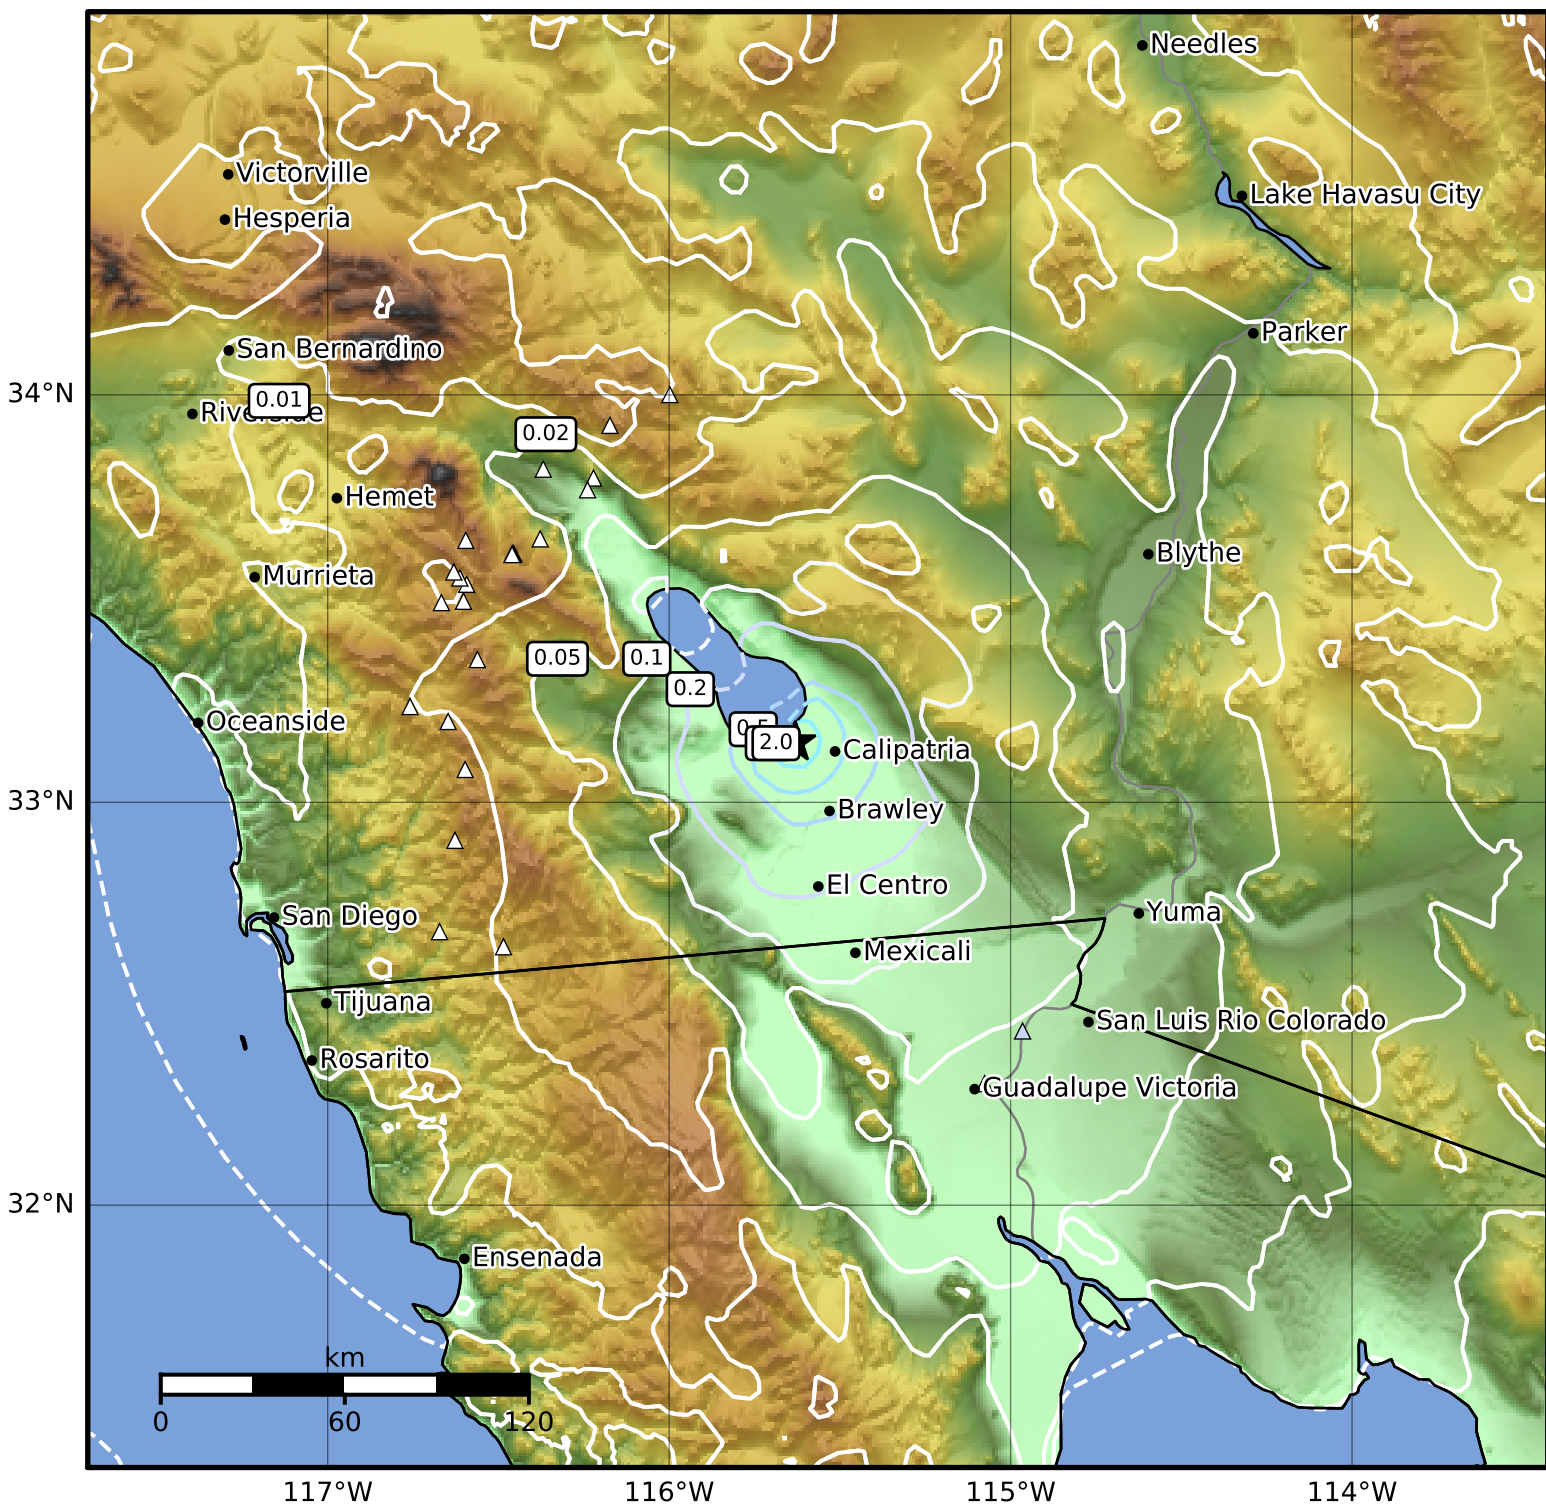 Needles
Victorville
Lake Havasu City
Hesperia
Parker
San Bernardino
34°N
0.01
Riverside
0.02
Hemet
Blythe
Murrieta
0.05
0.1
0.2
Oceanside
2.0
Calipatria
33°N
Brawley
El Centro
San Diego
Yuma
Mexicali
Tijuana
San Luis Rio Colorado
Rosarito
Guadalupe Victoria
32°N
Ensenada
km
0 60 120
117°W 116°W 115°W 114°W